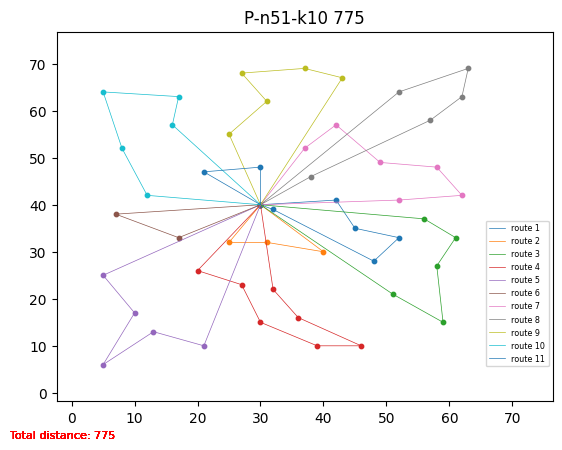 P-n51-k10 775
70
60
50
40
30
20
10
0
route 1
route 2
route 3
route 4
route 5
route 6
route 7
route 8
route 9
route 10
route 11
0 10 20 30 40 50 60 70
Total distance: 775